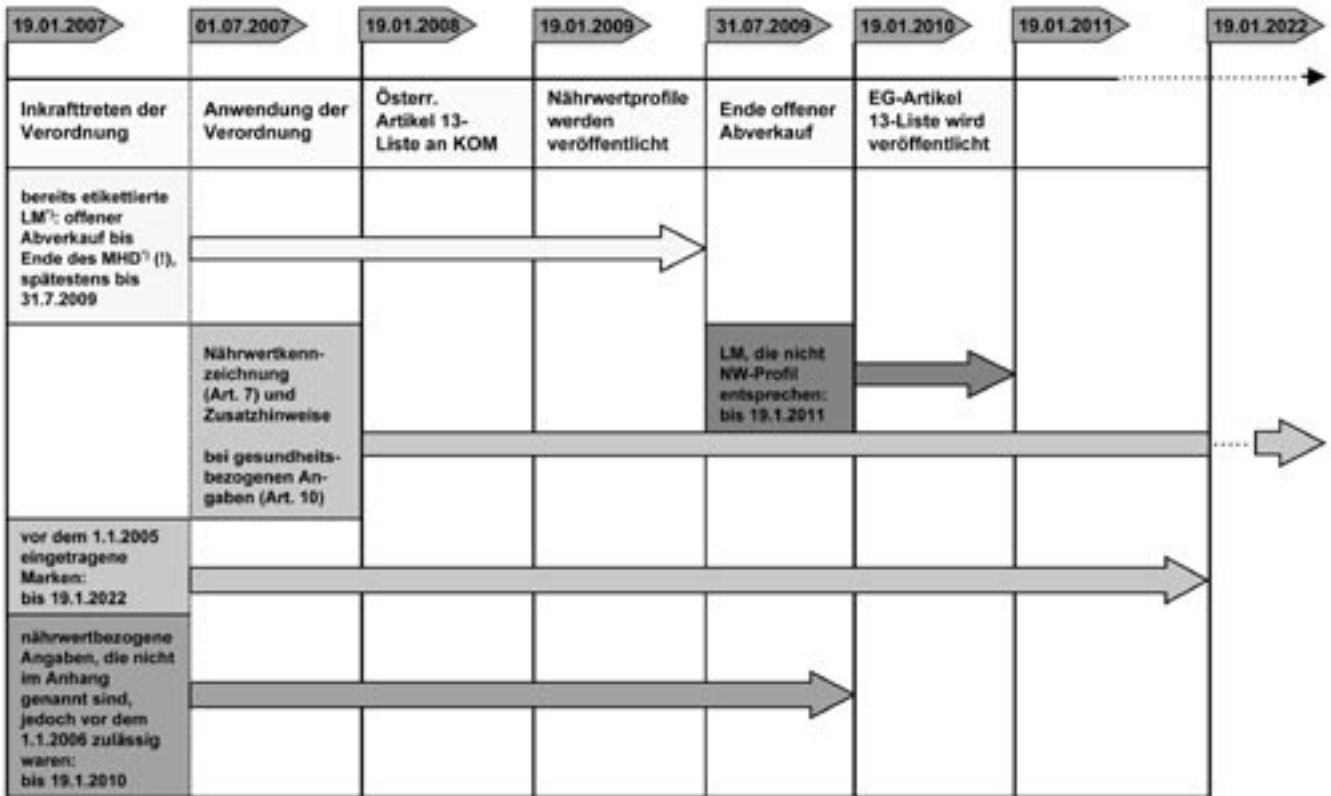 19.01.2007
01.07.2007
19.01.2008
19.01.2009
31.07.2009
19.01.2010
19.01.2011
19.01.2022
Inkrafttreten der
Verordnung
Anwendung der
Verordnung
Österr.
Artikel 13-
Liste an KOM
Nährwertprofile
werden
veröffentlicht
Ende offener
Abverkauf
EG-Artikel
13-Liste wird
veröffentlicht
bereits etikettierte
LM*): offener
Abverkauf bis
Ende des MHD*) (!),
spätestens bis
31.7.2009
Nährwertkenn-
zeichnung
(Art. 7) und
Zusatzhinweise
bei gesundheits-
bezogenen An-
gaben (Art. 10)
LM, die nicht
NW-Profil
entsprechen:
bis 19.1.2011
vor dem 1.1.2005
eingetragene
Marken:
bis 19.1.2022
nährwertbezogene
Angaben, die nicht
im Anhang
genannt sind,
jedoch vor dem
1.1.2006 zulässig
waren:
bis 19.1.2010